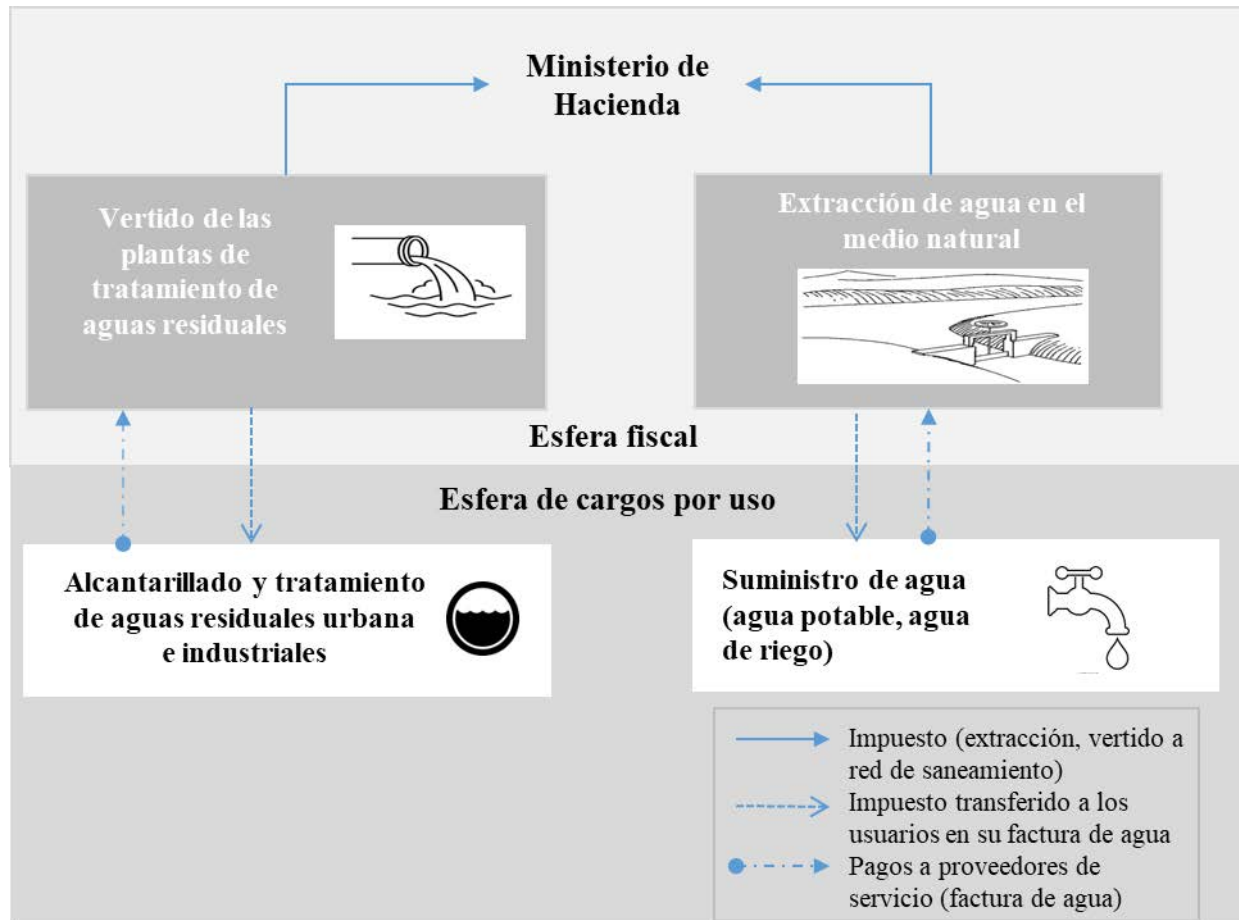 Ministerio de
Hacienda
Vertido de las
plantas de
tratamiento de
aguas residuales
Extracción de agua en el
medio natural
Esfera fiscal
Esfera de cargos por uso
Alcantarillado y tratamiento
de aguas residuales urbana
e industriales
Suministro de agua
(agua potable, agua
de riego)
Impuesto (extracción, vertido a
red de saneamiento)
Impuesto transferido a los
usuarios en su factura de agua
Pagos a proveedores de
servicio (factura de agua)